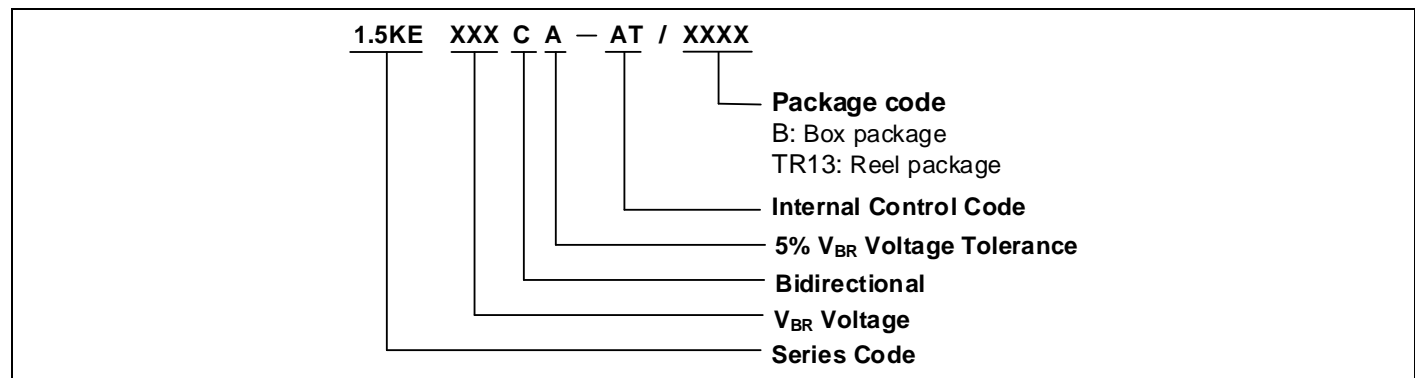 1.5KE XXX C A — AT / XXXX
Package code
B: Box package
TR13: Reel package
Internal Control Code
5% VBR Voltage Tolerance
Bidirectional
VBR Voltage
Series Code